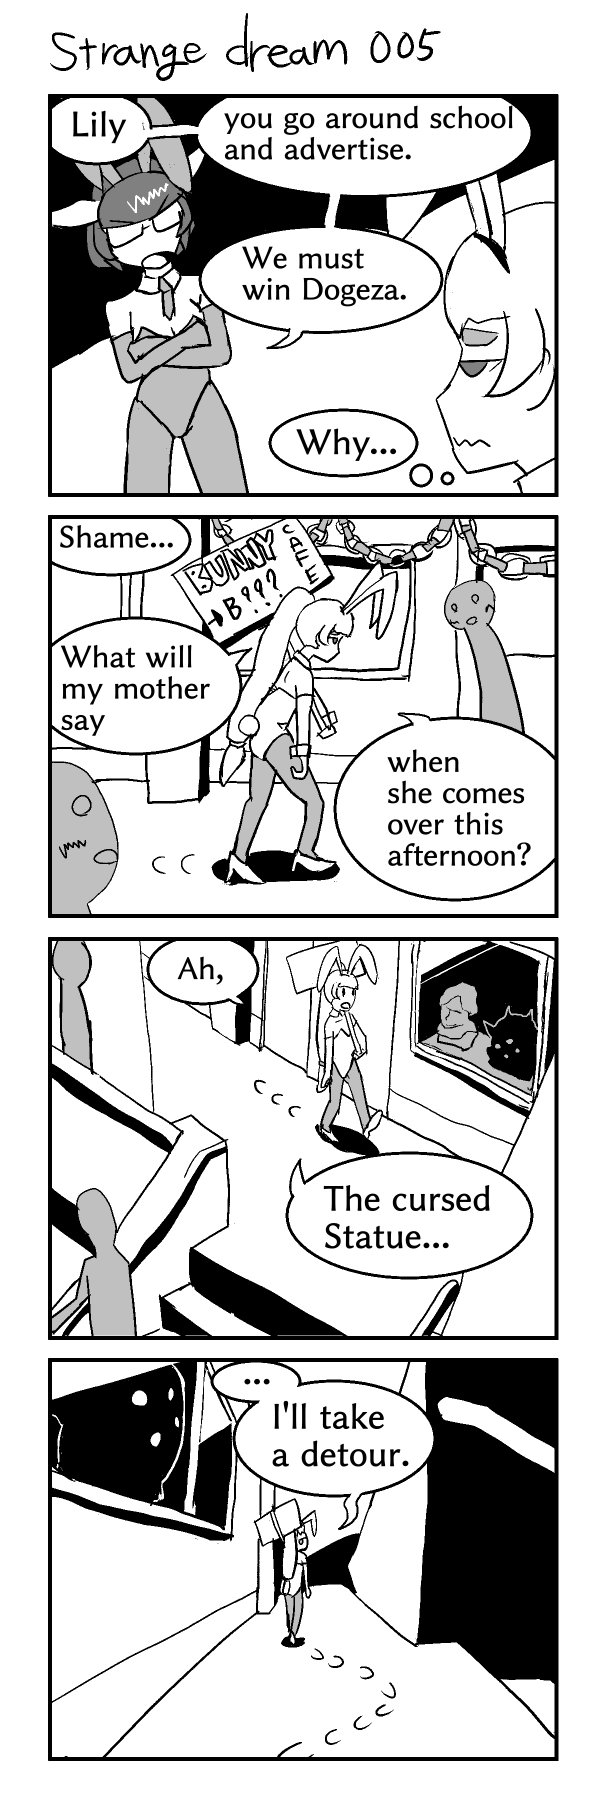 Strange dream 005
Lily
you go around school
and advertise.
We must
win Dogeza.
Why...
Shame...
BUNNY
CAFE
→B???
What will
my mother
say
when
she comes
over this
afternoon?
Ah,
The cursed
Statue...
...
I'll take
a detour.